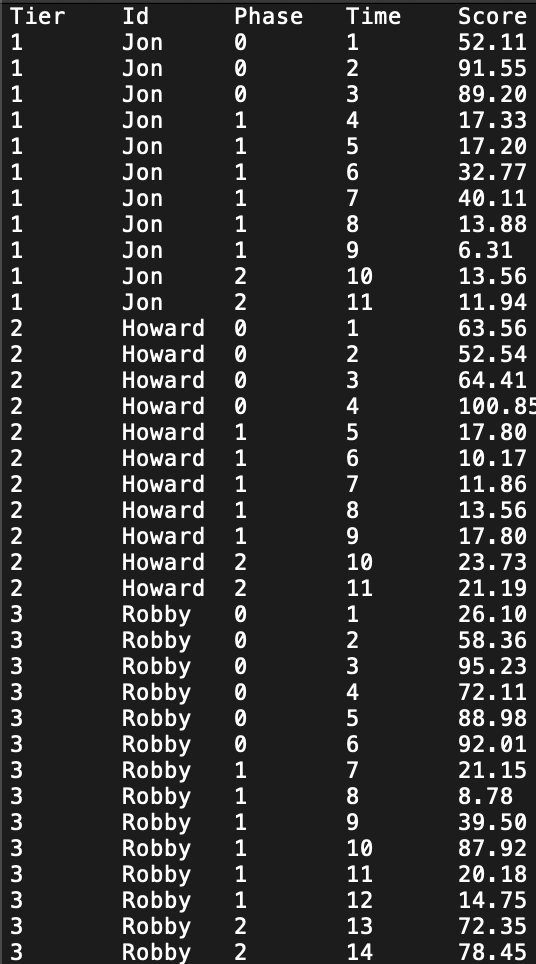 Tier Id Phase Time Score
1 Jon 0 1 52.11
1 Jon 0 2 91.55
1 Jon 0 3 89.20
1 Jon 1 4 17.33
1 Jon 1 5 17.20
1 Jon 1 6 32.77
1 Jon 1 7 40.11
1 Jon 1 8 13.88
1 Jon 1 9 6.31
1 Jon 2 10 13.56
1 Jon 2 11 11.94
2 Howard 0 1 63.56
2 Howard 0 2 52.54
2 Howard 0 3 64.41
2 Howard 0 4 100.85
2 Howard 1 5 17.80
2 Howard 1 6 10.17
2 Howard 1 7 11.86
2 Howard 1 8 13.56
2 Howard 1 9 17.80
2 Howard 2 10 23.73
2 Howard 2 11 21.19
3 Robby 0 1 26.10
3 Robby 0 2 58.36
3 Robby 0 3 95.23
3 Robby 0 4 72.11
3 Robby 0 5 88.98
3 Robby 0 6 92.01
3 Robby 1 7 21.15
3 Robby 1 8 8.78
3 Robby 1 9 39.50
3 Robby 1 10 87.92
3 Robby 1 11 20.18
3 Robby 1 12 14.75
3 Robby 2 13 72.35
3 Robby 2 14 78.45